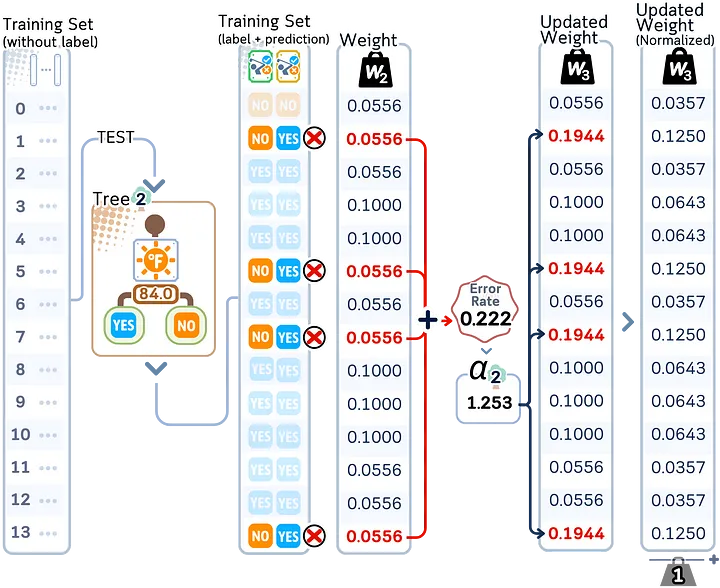 Training Set
(without label)
...
0 ...
1 ...
2 ...
3 ...
4 ...
5 ...
6 ...
7 ...
8 ...
9 ...
10 ...
11 ...
12 ...
13 ...
TEST
Tree 2
°F
84.0
YES NO
Training Set
(label + prediction)
NO NO
NO YES
YES YES
YES YES
YES YES
NO YES
YES YES
NO YES
YES YES
YES YES
YES YES
YES YES
YES YES
NO YES
Weight
W2
0.0556
0.0556
0.0556
0.1000
0.1000
0.0556
0.0556
0.0556
0.1000
0.1000
0.1000
0.0556
0.0556
0.0556
+
Error
Rate
0.222
α2
1.253
Updated
Weight
W3
0.0556
0.1944
0.0556
0.1000
0.1000
0.1944
0.0556
0.1944
0.1000
0.1000
0.1000
0.0556
0.0556
0.1944
Updated
Weight
(Normalized)
W3
0.0357
0.1250
0.0357
0.0643
0.0643
0.1250
0.0357
0.1250
0.0643
0.0643
0.0643
0.0357
0.0357
0.1250
+
1